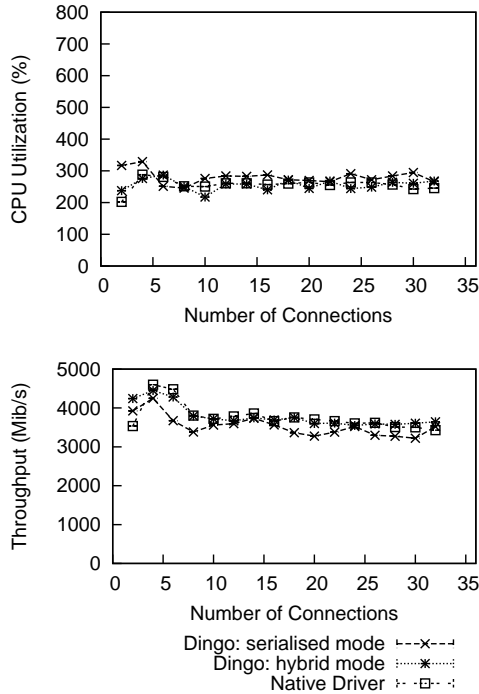 800
700
600
500
400
300
200
100
0
CPU Utilization (%)
0 5 10 15 20 25 30 35
Number of Connections
5000
4000
3000
2000
1000
0
Throughput (Mib/s)
0 5 10 15 20 25 30 35
Number of Connections
Dingo: serialised mode
Dingo: hybrid mode
Native Driver